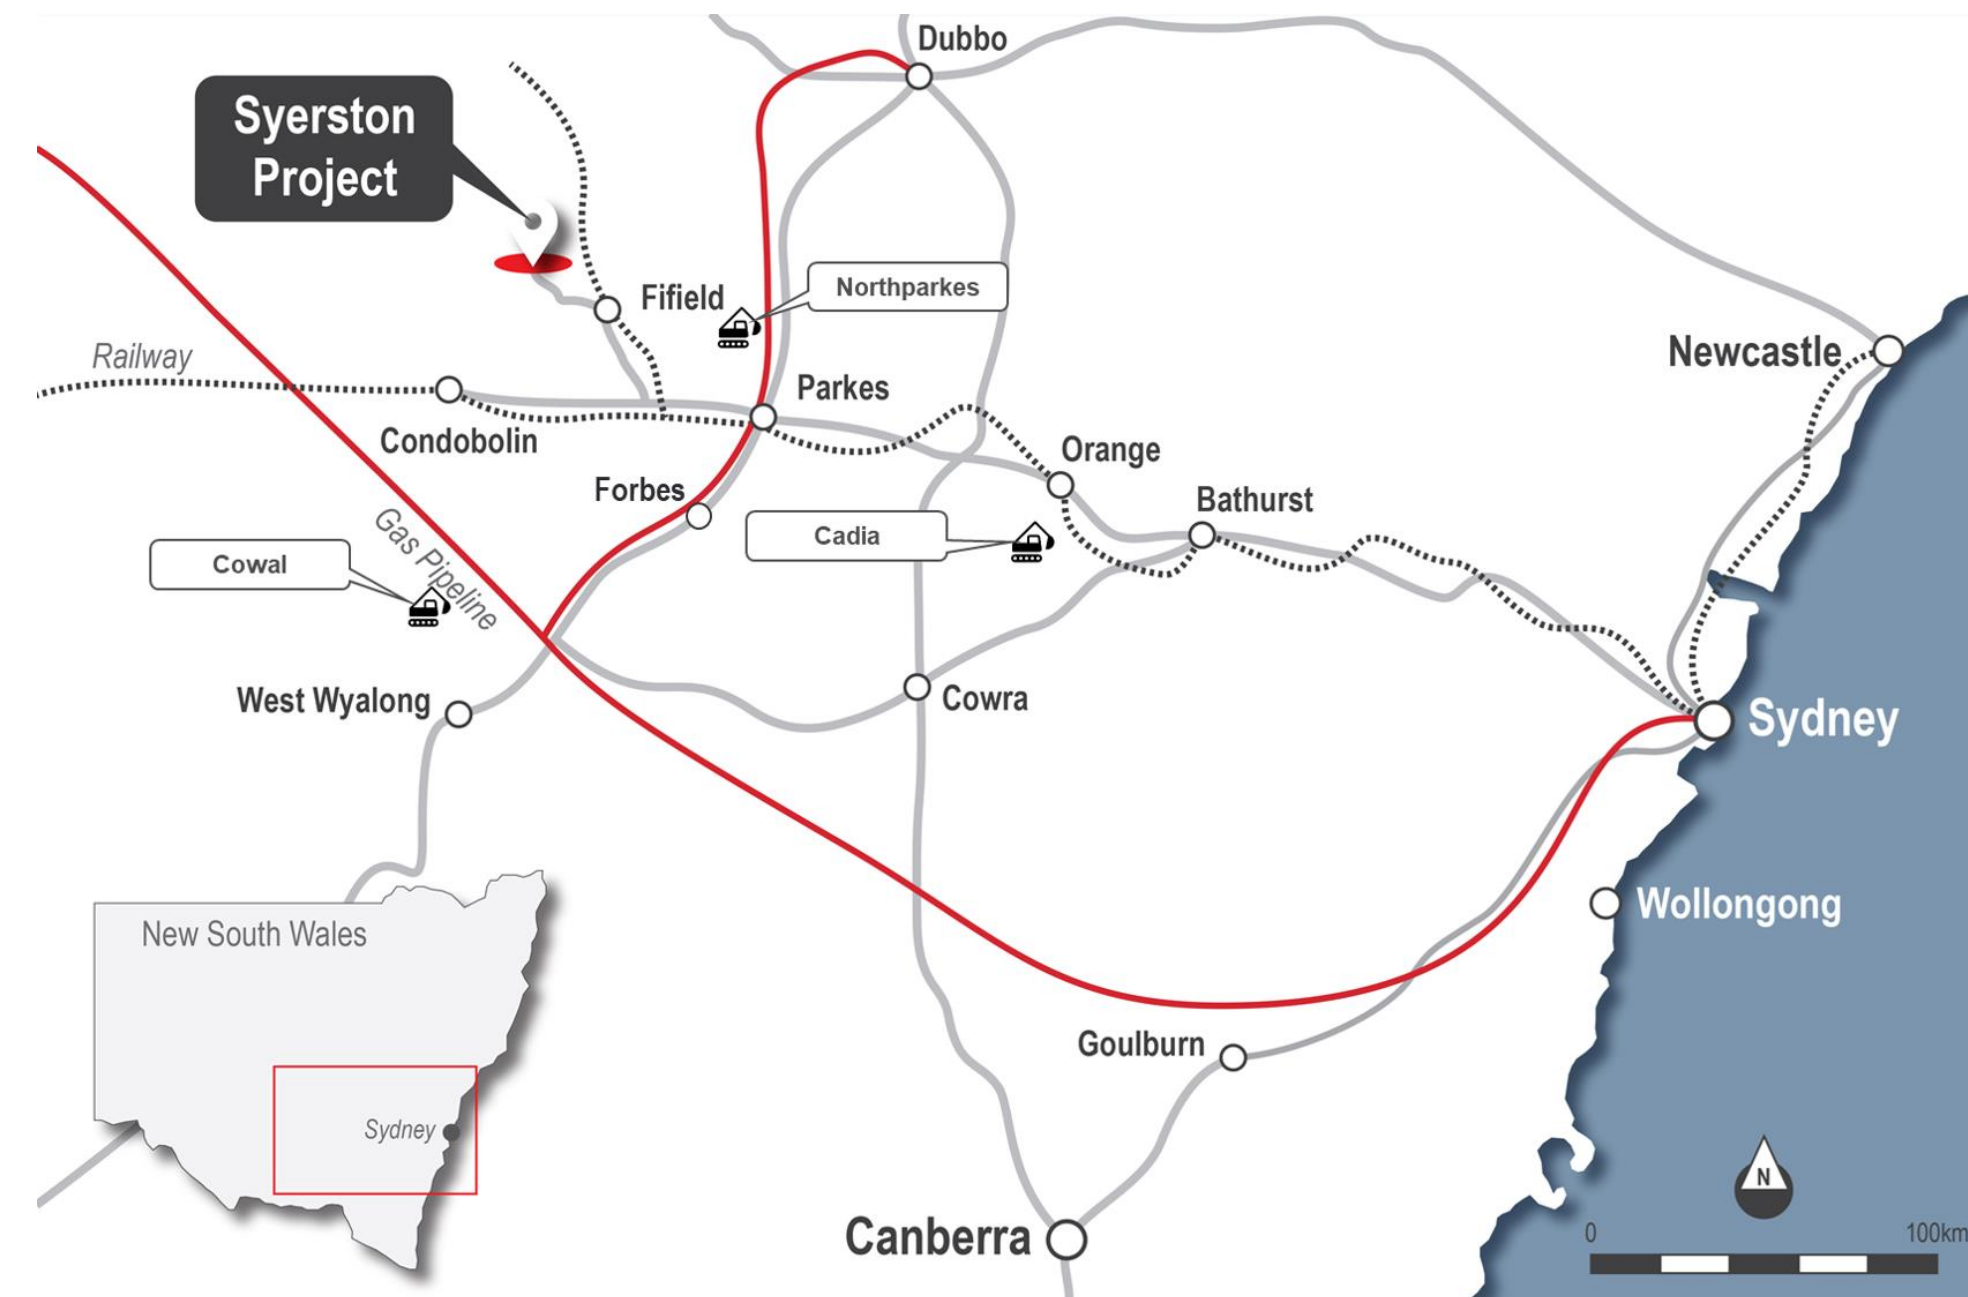 Dubbo
Syerston
Project
Northparkes
Fifield
Railway
Newcastle
Parkes
Condobolin
Orange
Forbes
Bathurst
Gas Pipeline
Cadia
Cowal
West Wyalong
Cowra
Sydney
Wollongong
New South Wales
Goulburn
Sydney
N
Canberra
0
100km